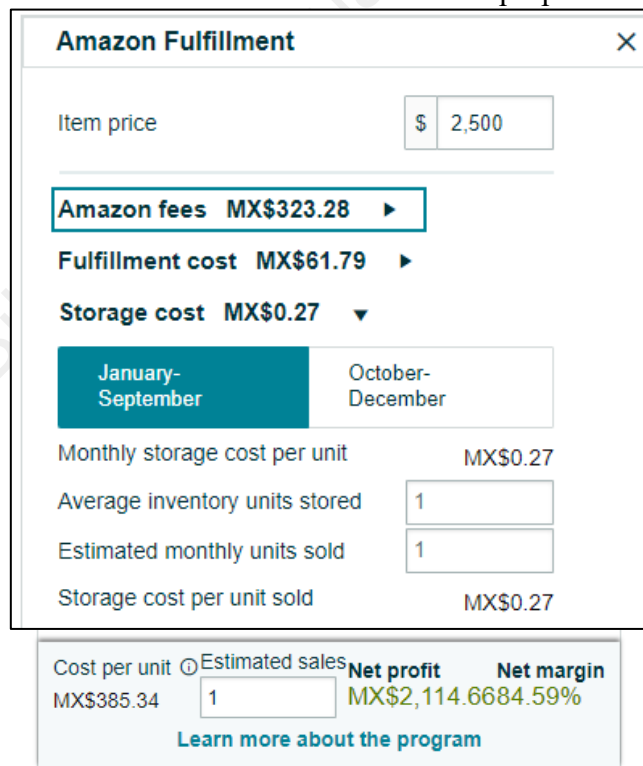 Amazon Fulfillment ×
Item price $ 2,500
Amazon fees MX$323.28 ▶
Fulfillment cost MX$61.79 ▶
Storage cost MX$0.27 ▼
January- October-
September December
Monthly storage cost per unit MX$0.27
Average inventory units stored 1
Estimated monthly units sold 1
Storage cost per unit sold MX$0.27
Cost per unit ⓘ Estimated sales Net profit Net margin
MX$385.34 1 MX$2,114.6684.59%
Learn more about the program